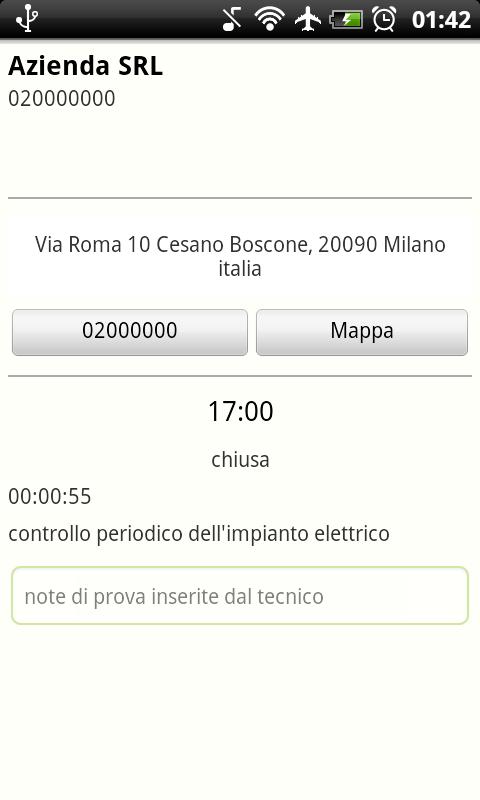 01:42
Azienda SRL
020000000
Via Roma 10 Cesano Boscone, 20090 Milano
italia
02000000
Mappa
17:00
chiusa
00:00:55
controllo periodico dell'impianto elettrico
note di prova inserite dal tecnico